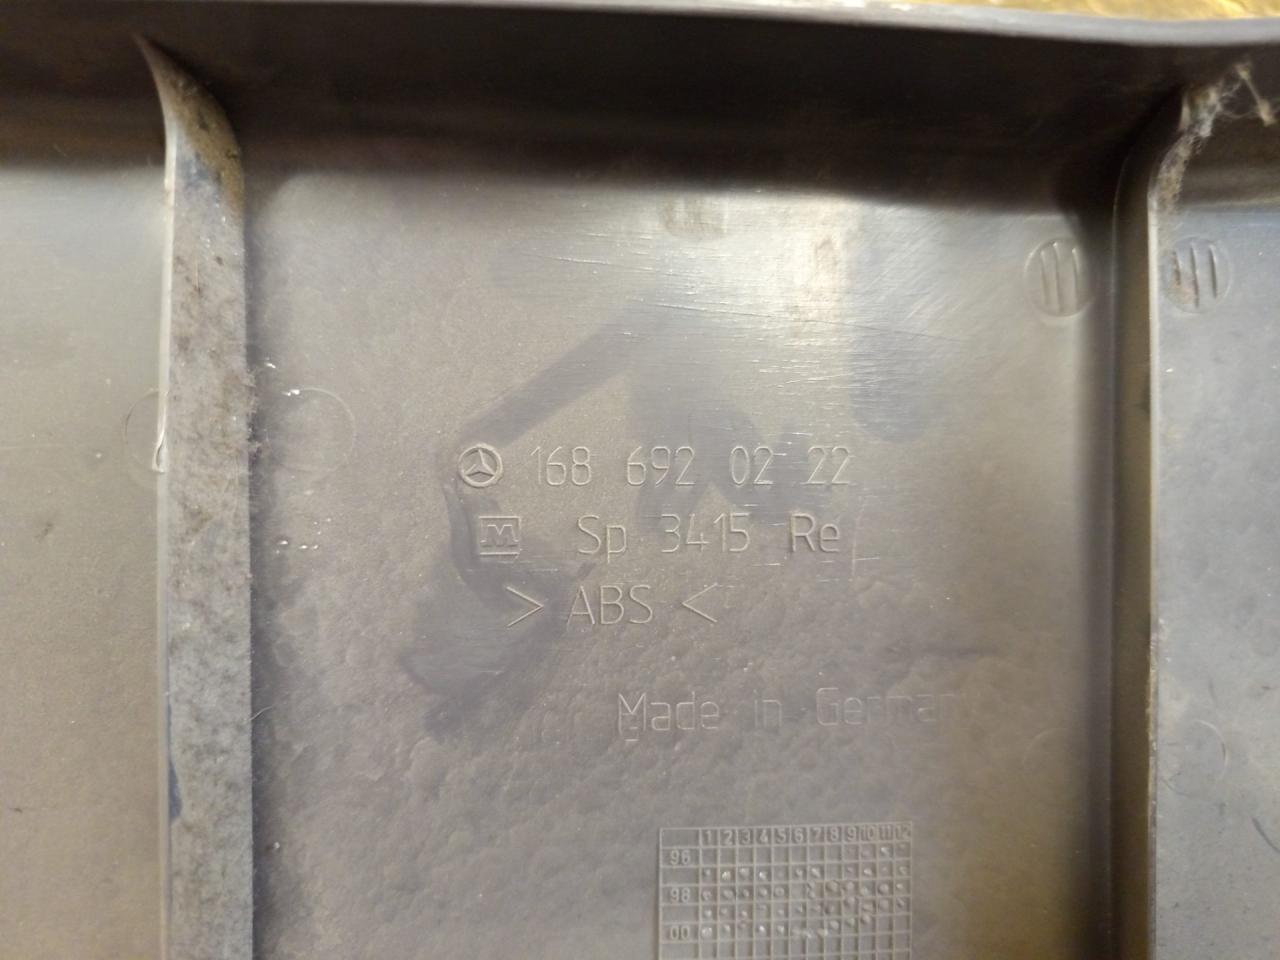 168 692 02 22
M Sp 3415 Re
> ABS <
Made in German
1 2 3 4 5 6 7 8 9 10 11 12
96
98
00